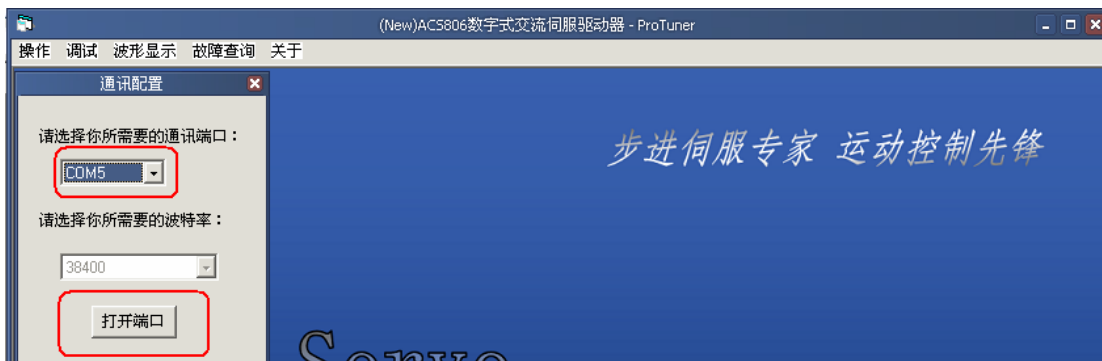 (New)ACS806数字式交流伺服驱动器 - ProTuner
操作 调试 波形显示 故障查询 关于
通讯配置
请选择你所需要的通讯端口：
COM5
请选择你所需要的波特率：
38400
打开端口
步进伺服专家 运动控制先锋
Servo